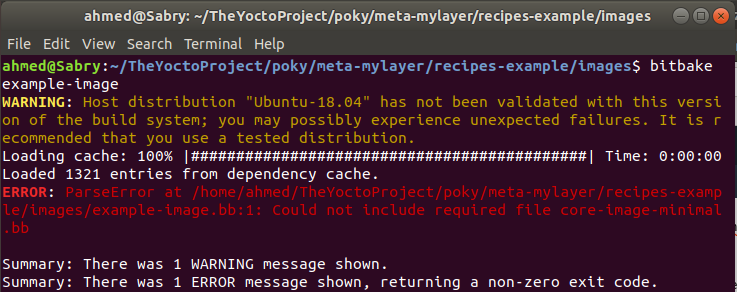 ahmed@Sabry: ~/TheYoctoProject/poky/meta-mylayer/recipes-example/images
File Edit View Search Terminal Help
ahmed@Sabry:~/TheYoctoProject/poky/meta-mylayer/recipes-example/images$ bitbake
example-image
WARNING: Host distribution "Ubuntu-18.04" has not been validated with this versi
on of the build system; you may possibly experience unexpected failures. It is r
ecommended that you use a tested distribution.
Loading cache: 100% |############################################| Time: 0:00:00
Loaded 1321 entries from dependency cache.
ERROR: ParseError at /home/ahmed/TheYoctoProject/poky/meta-mylayer/recipes-examp
le/images/example-image.bb:1: Could not include required file core-image-minimal
.bb
Summary: There was 1 WARNING message shown.
Summary: There was 1 ERROR message shown, returning a non-zero exit code.